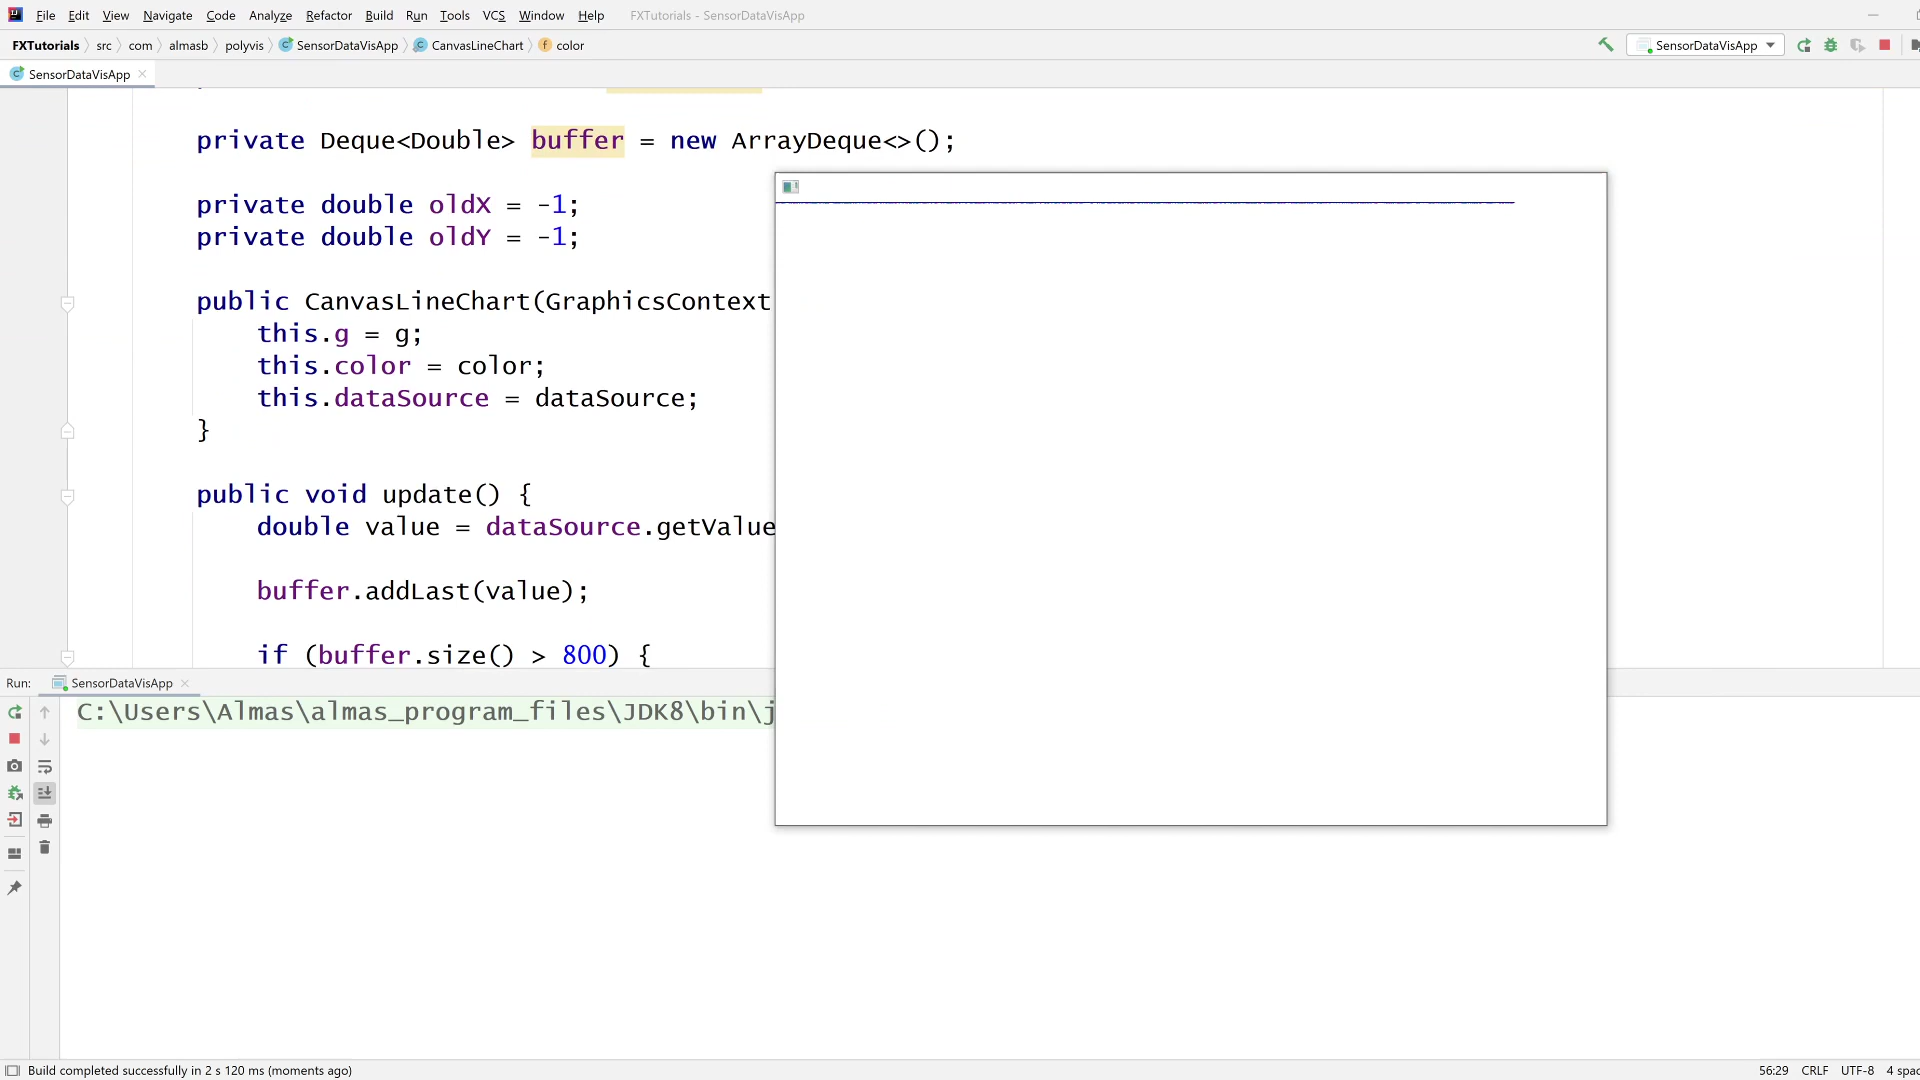 File Edit View Navigate Code Analyze Refactor Build Run Tools VCS Window Help FXTutorials - SensorDataVisApp
FXTutorials src com almasb polyvis SensorDataVisApp CanvasLineChart color SensorDataVisApp
SensorDataVisApp
private Deque<Double> buffer = new ArrayDeque<>();
private double oldX = -1;
private double oldY = -1;
public CanvasLineChart(GraphicsContext
this.g = g;
this.color = color;
this.dataSource = dataSource;
}
public void update() {
double value = dataSource.getValue
buffer.addLast(value);
if (buffer.size() > 800) {
Run: SensorDataVisApp
C:\Users\Almas\almas_program_files\JDK8\bin\j
Build completed successfully in 2 s 120 ms (moments ago) 56:29 CRLF UTF-8 4 spac